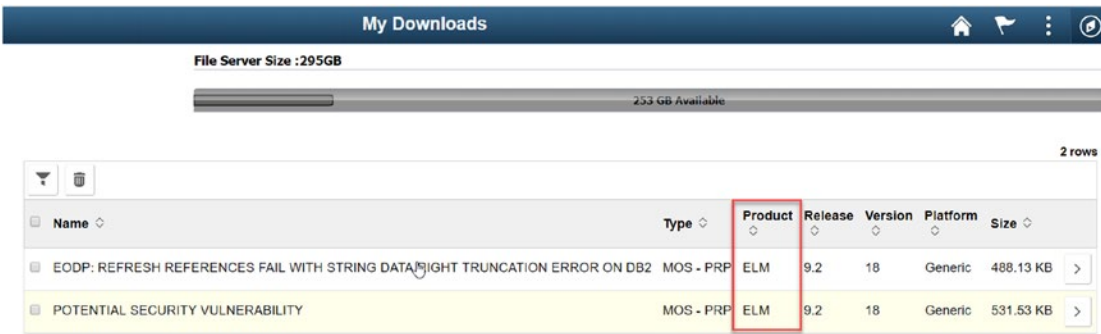 My Downloads
File Server Size :295GB
253 GB Available
2 rows
Name Type Product Release Version Platform Size
EODP: REFRESH REFERENCES FAIL WITH STRING DATA RIGHT TRUNCATION ERROR ON DB2 MOS - PRP ELM 9.2 18 Generic 488.13 KB
POTENTIAL SECURITY VULNERABILITY MOS - PRP ELM 9.2 18 Generic 531.53 KB